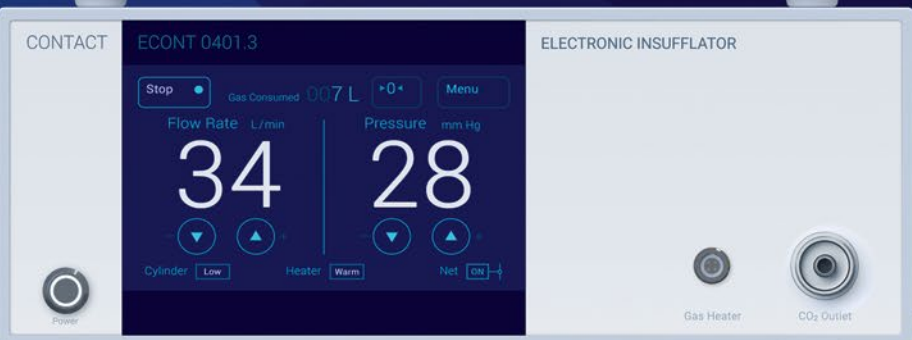 CONTACT
ECONT 0401.3
ELECTRONIC INSUFFLATOR
Stop
Gas Consumed 007 L
▸0◂
Menu
Flow Rate L/min
Pressure mm Hg
34
28
- ▼ ▲ +
- ▼ ▲ +
Cylinder Low
Heater Warm
Net ON
Power
Gas Heater
CO₂ Outlet